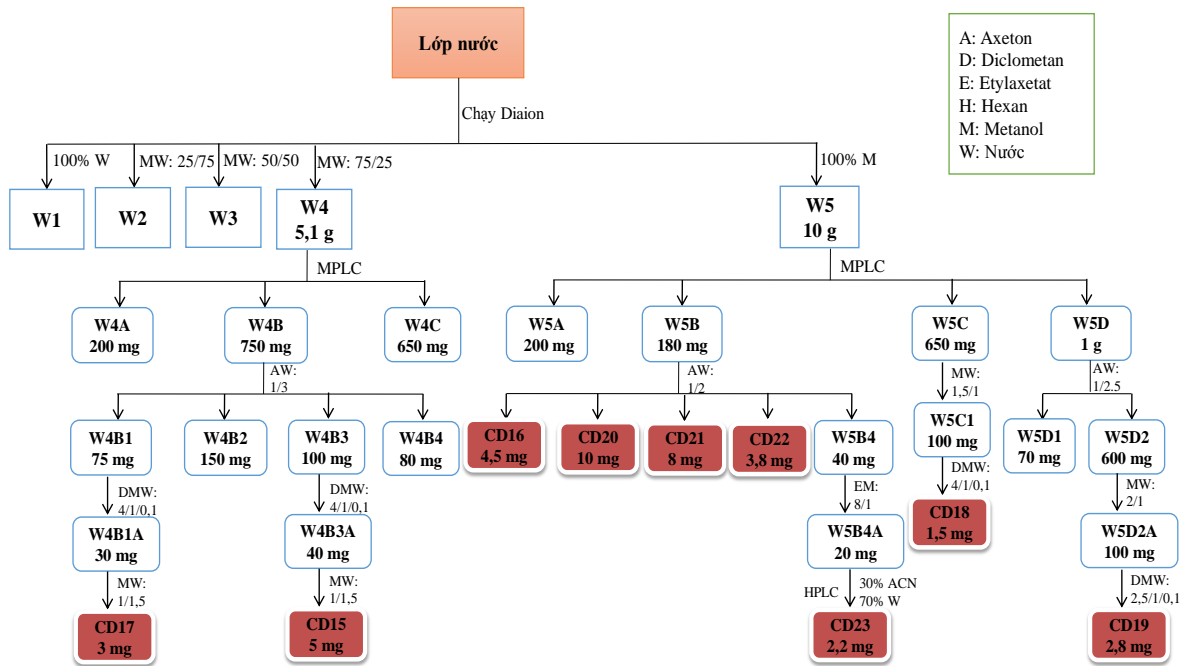 Lớp nước
A: Axeton
D: Diclometan
E: Etylaxetat
H: Hexan
M: Metanol
W: Nước
Chạy Diaion
100% W
MW: 25/75
MW: 50/50
MW: 75/25
100% M
W1
W2
W3
W4
5,1 g
W5
10 g
MPLC
MPLC
W4A
200 mg
W4B
750 mg
W4C
650 mg
W5A
200 mg
W5B
180 mg
W5C
650 mg
W5D
1 g
AW:
1/3
AW:
1/2
MW:
1,5/1
AW:
1/2.5
W4B1
75 mg
W4B2
150 mg
W4B3
100 mg
W4B4
80 mg
CD16
4,5 mg
CD20
10 mg
CD21
8 mg
CD22
3,8 mg
W5B4
40 mg
W5C1
100 mg
W5D1
70 mg
W5D2
600 mg
DMW:
4/1/0,1
DMW:
4/1/0,1
EM:
8/1
DMW:
4/1/0,1
MW:
2/1
W4B1A
30 mg
W4B3A
40 mg
W5B4A
20 mg
CD18
1,5 mg
W5D2A
100 mg
MW:
1/1,5
MW:
1/1,5
HPLC
30% ACN
70% W
DMW:
2,5/1/0,1
CD17
3 mg
CD15
5 mg
CD23
2,2 mg
CD19
2,8 mg